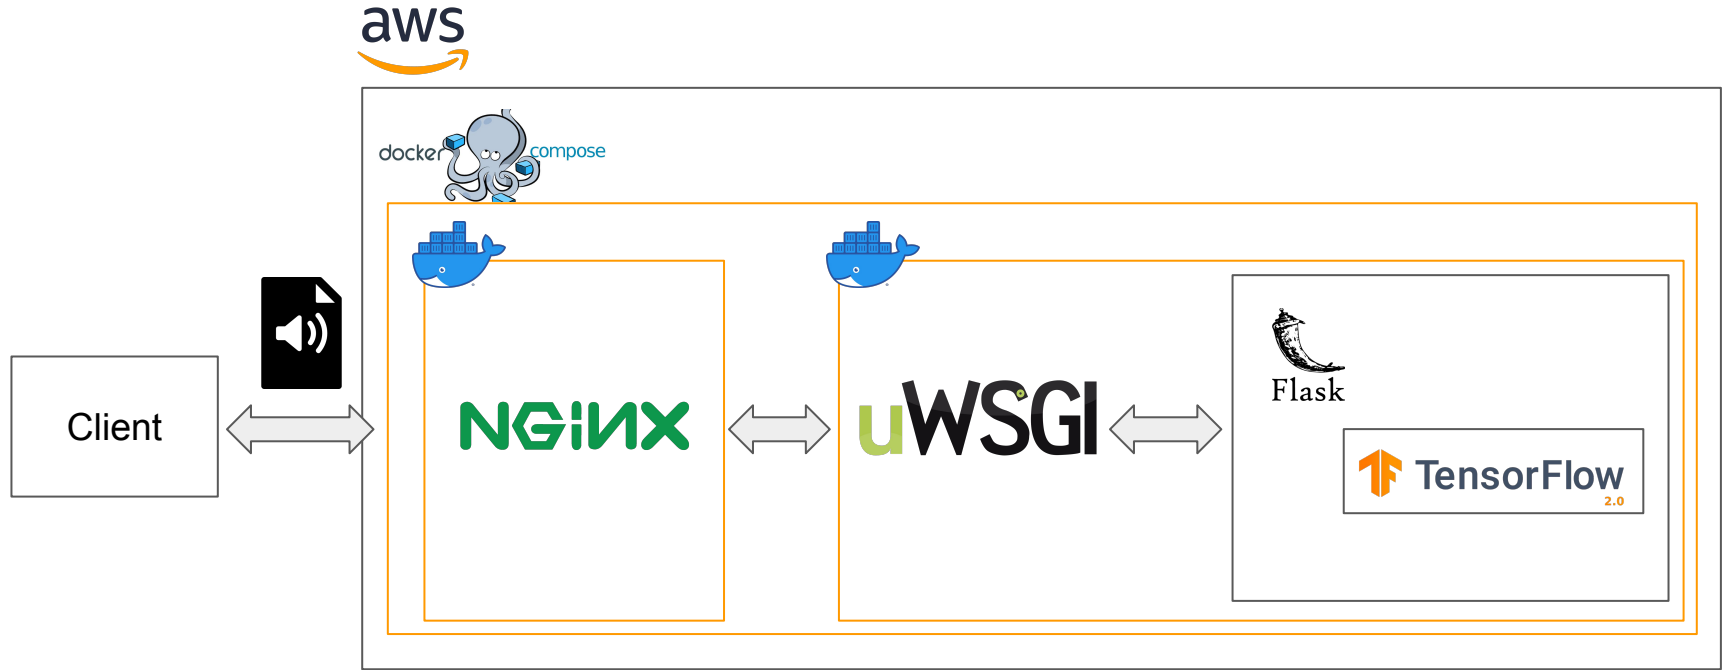 aws
docker compose
Client
NGiNX
uWSGI
Flask
TensorFlow
2.0